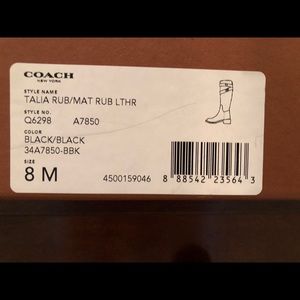 COACH
NEW YORK
STYLE NAME
TALIA RUB/MAT RUB LTHR
STYLE NO.
Q6298 A7850
COLOR
BLACK/BLACK
34A7850-BBK
SIZE
8 M
4500159046
8 88542 23564 3